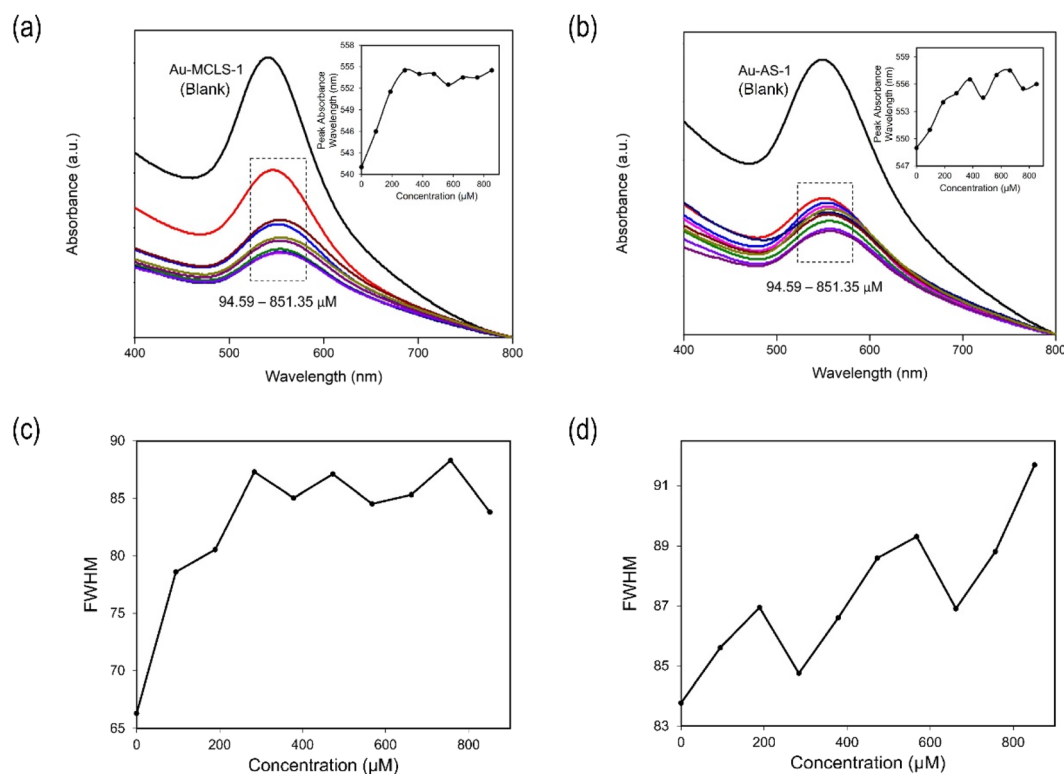 (a)
Au-MCLS-1
(Blank)
Absorbance (a.u.)
94.59 – 851.35 µM
400
500
600
700
800
Wavelength (nm)
Peak Absorbance
Wavelength (nm)
558
555
552
549
546
543
540
0
200
400
600
800
Concentration (µM)
(b)
Au-AS-1
(Blank)
Absorbance (a.u.)
94.59 – 851.35 µM
400
500
600
700
800
Wavelength (nm)
Peak Absorbance
Wavelength (nm)
559
556
553
550
547
0
200
400
600
800
Concentration (µM)
(c)
FWHM
90
85
80
75
70
65
0
200
400
600
800
Concentration (µM)
(d)
FWHM
91
89
87
85
83
0
200
400
600
800
Concentration (µM)